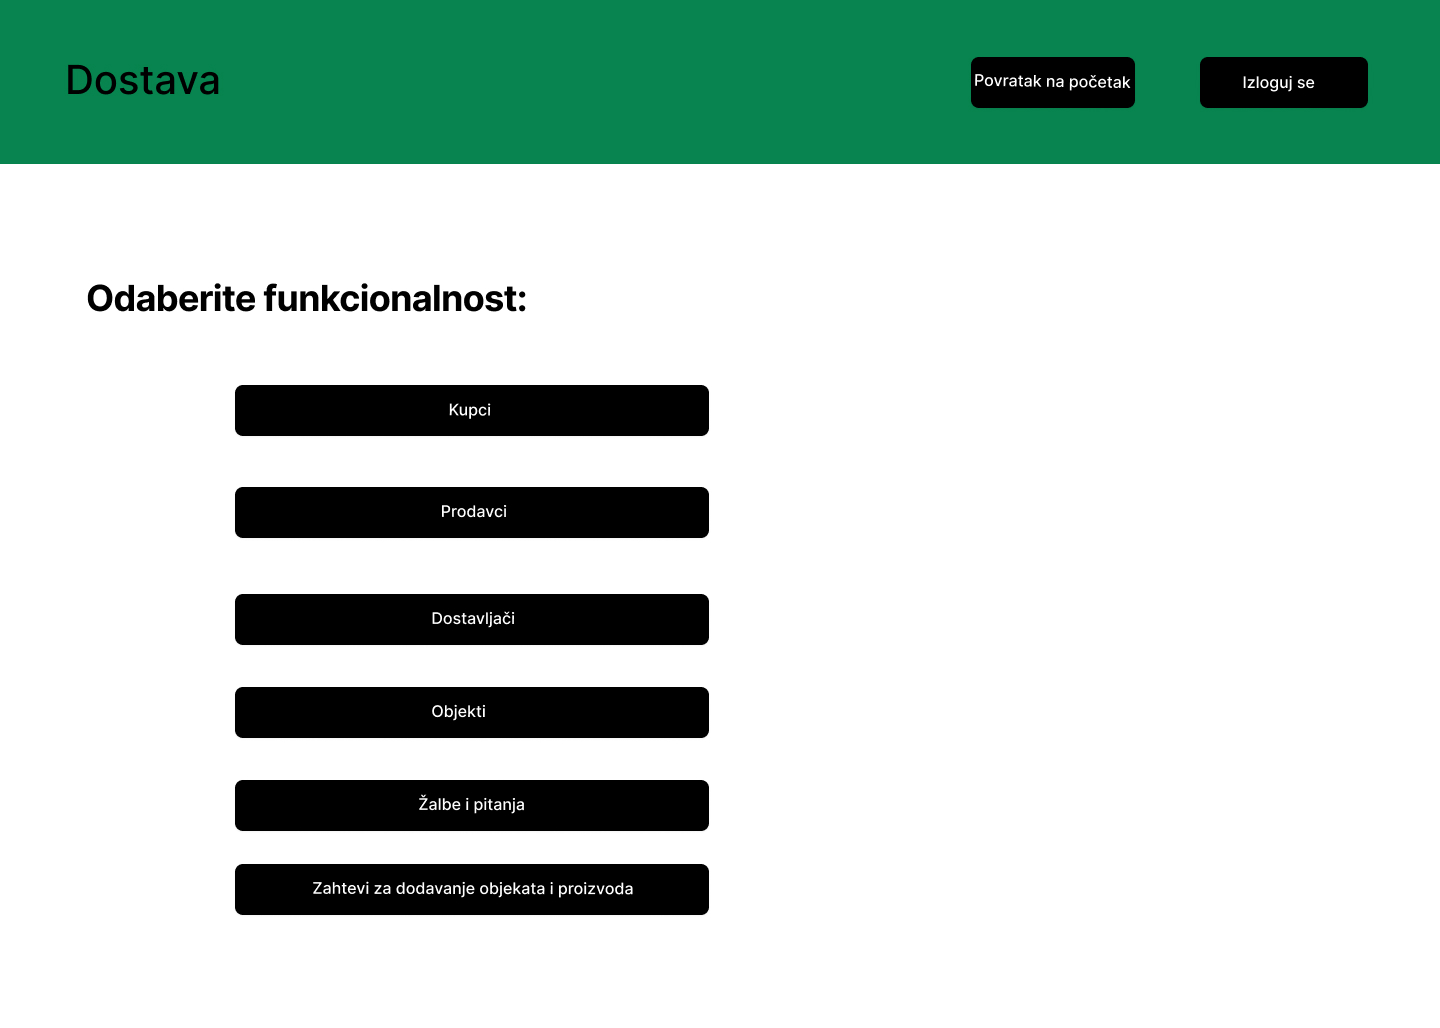 Dostava
Povratak na početak
Izloguj se
Odaberite funkcionalnost:
Kupci
Prodavci
Dostavljači
Objekti
Žalbe i pitanja
Zahtevi za dodavanje objekata i proizvoda